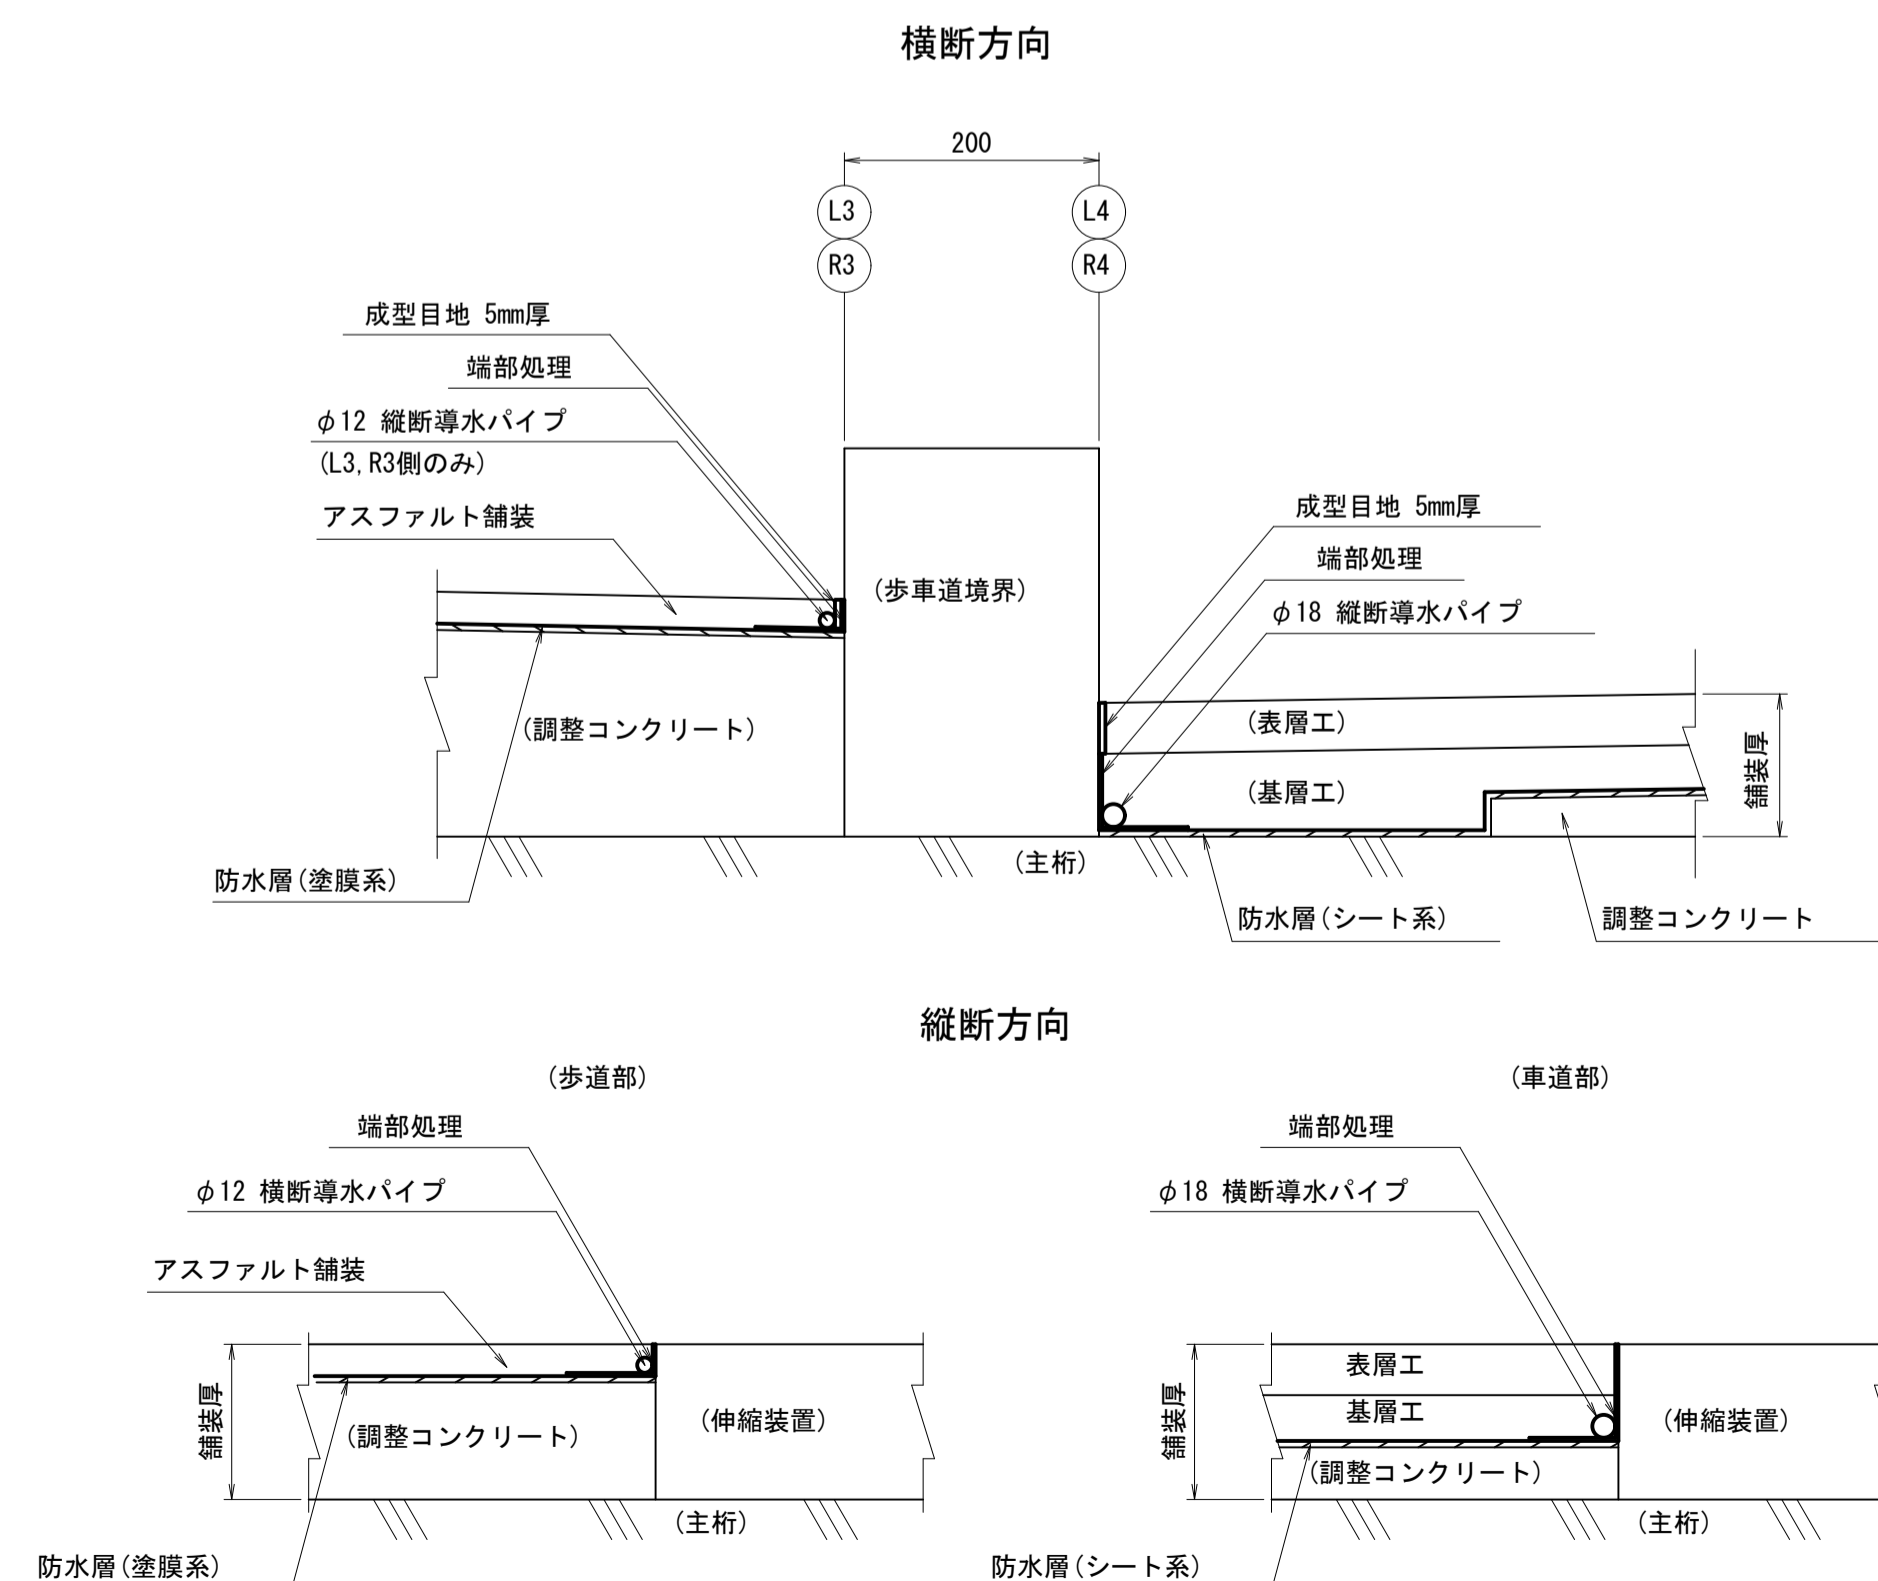 横断方向
200
L3
L4
R3
R4
成型目地 5mm厚
端部処理
φ12 縦断導水パイプ
(L3,R3側のみ)
アスファルト舗装
成型目地 5mm厚
端部処理
φ18 縦断導水パイプ
(歩車道境界)
(調整コンクリート)
(表層工)
(基層工)
舗装厚
(主桁)
防水層(塗膜系)
防水層(シート系)
調整コンクリート
縦断方向
(歩道部)
端部処理
φ12 横断導水パイプ
アスファルト舗装
舗装厚
(調整コンクリート)
(伸縮装置)
(主桁)
防水層(塗膜系)
(車道部)
端部処理
φ18 横断導水パイプ
表層工
基層工
舗装厚
(調整コンクリート)
(伸縮装置)
(主桁)
防水層(シート系)